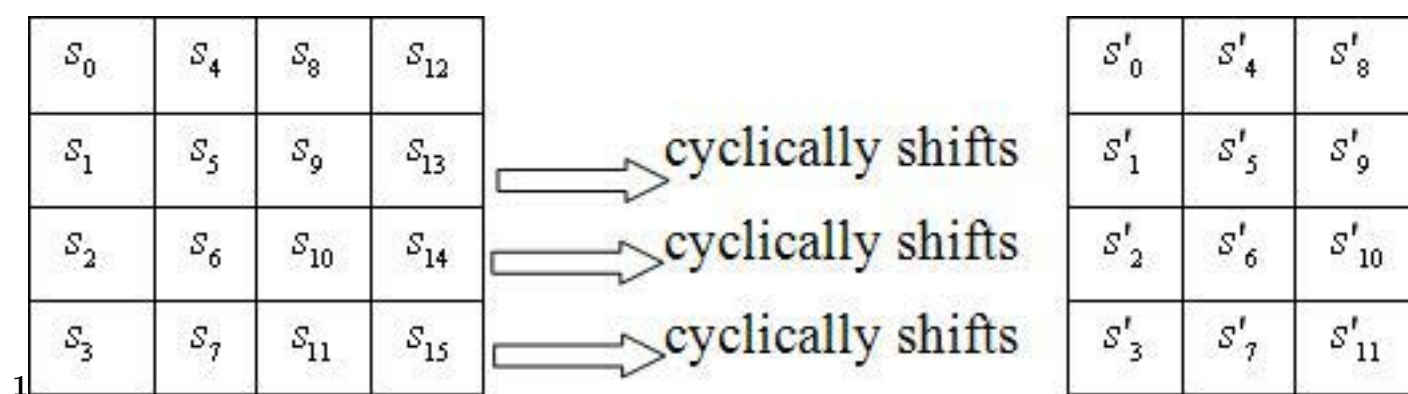 S0 S4 S8 S12 S'0 S'4 S'8
S1 S5 S9 S13 cyclically shifts S'1 S'5 S'9
S2 S6 S10 S14 cyclically shifts S'2 S'6 S'10
S3 S7 S11 S15 cyclically shifts S'3 S'7 S'11
1